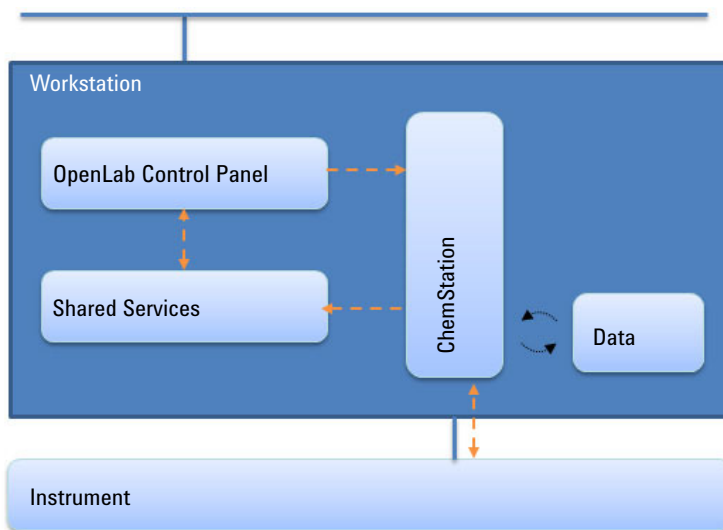 Workstation
OpenLab Control Panel
Shared Services
ChemStation
Data
Instrument